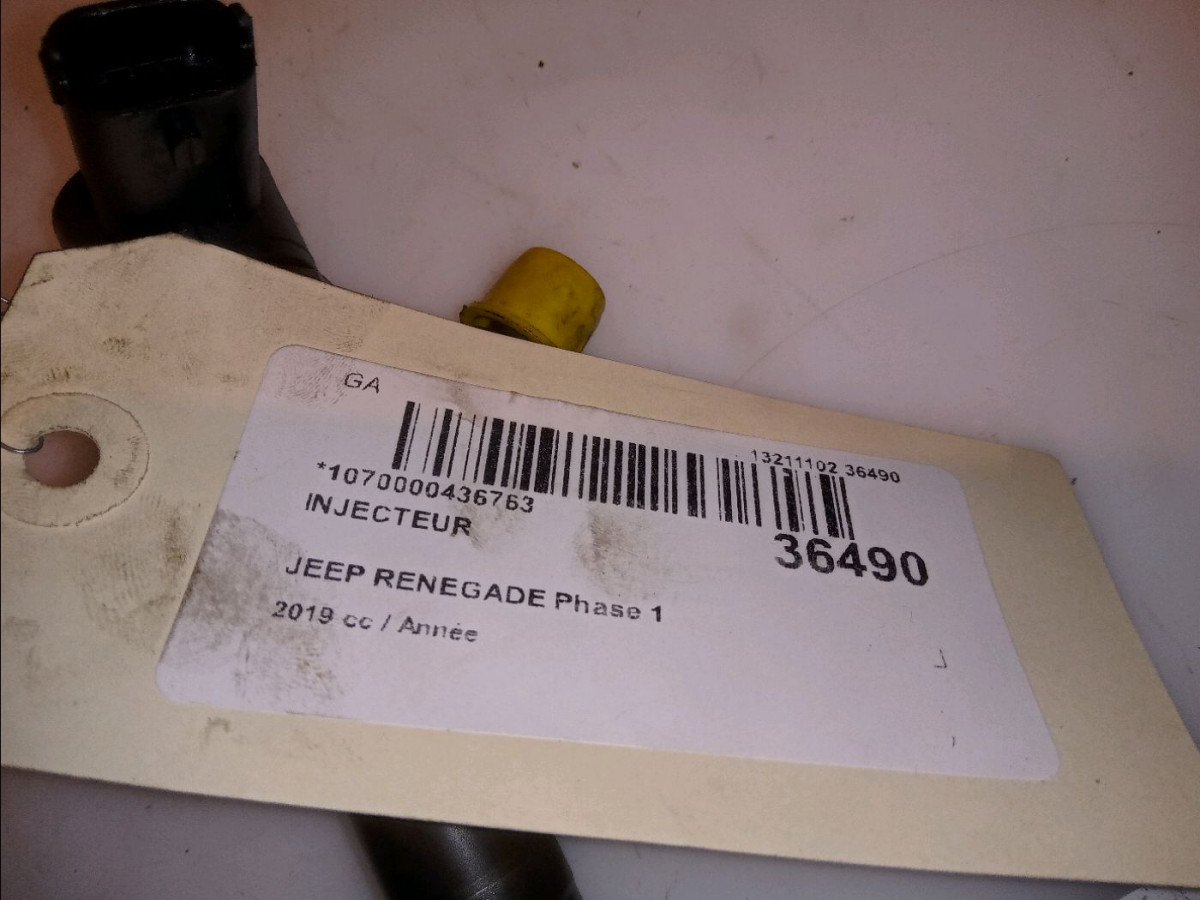 GA
13211102 36490
*1070000436763
INJECTEUR
36490
JEEP RENEGADE Phase 1
2019 cc / Année